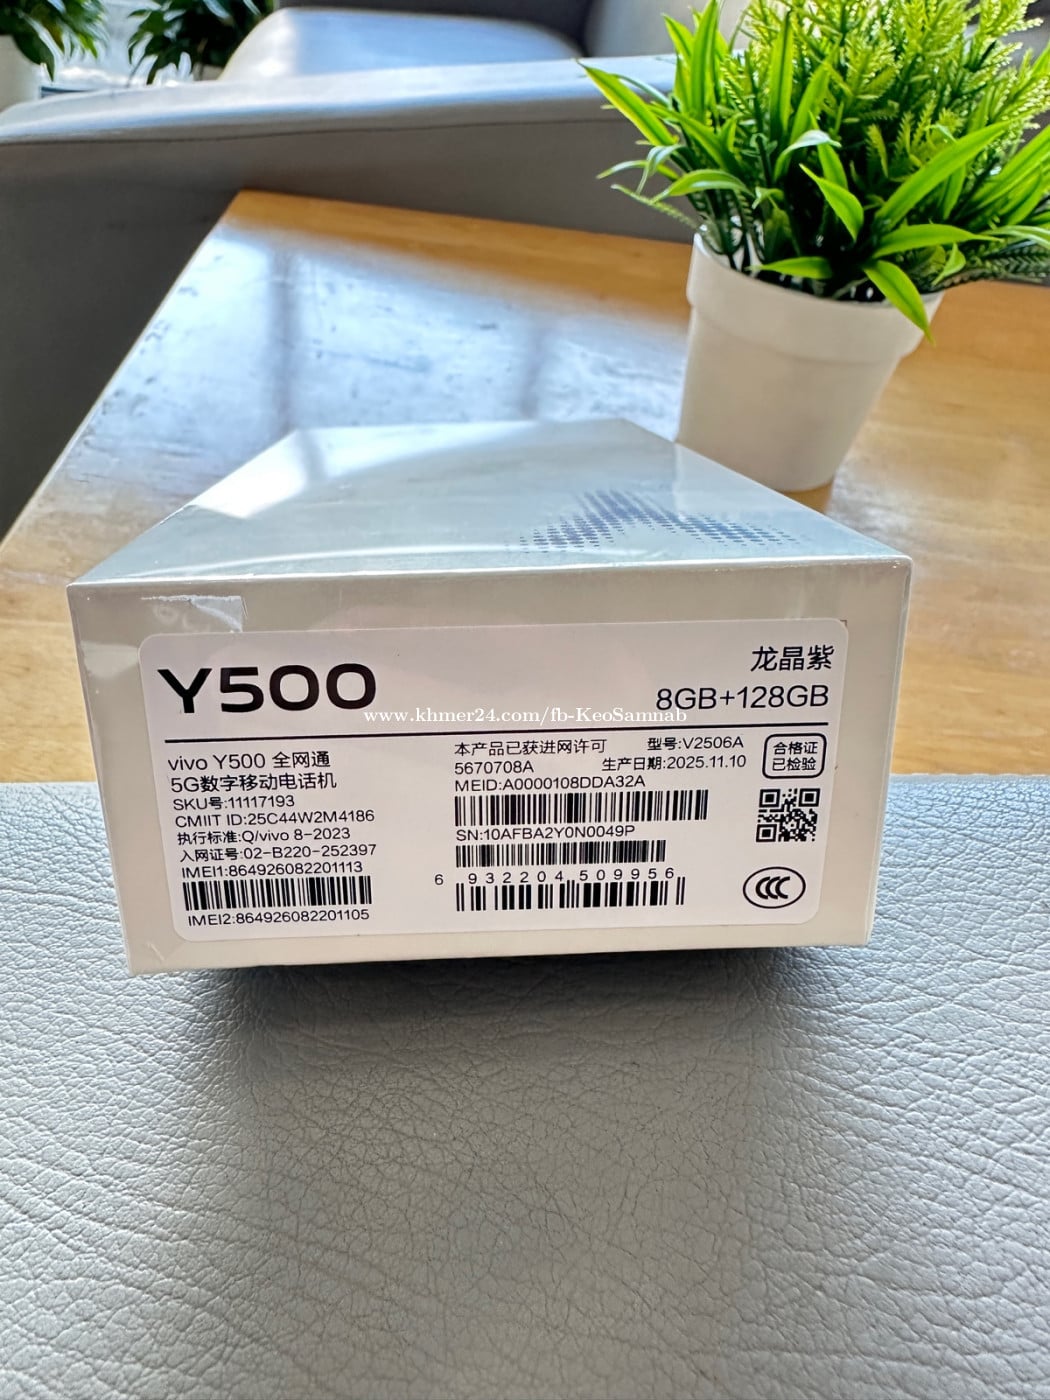 Y500
龙晶紫
8GB+128GB
www.khmer24.com/fb-KeoSamnab
vivo Y500 全网通
5G数字移动电话机
SKU号:11117193
CMIIT ID:25C44W2M4186
执行标准:Q/vivo 8-2023
入网证号:02-B220-252397
IMEI1:864926082201113
IMEI2:864926082201105
本产品已获进网许可 型号:V2506A
5670708A 生产日期:2025.11.10
MEID:A0000108DDA32A
SN:10AFBA2Y0N0049P
6 932204 509956
合格证
已检验
CCC